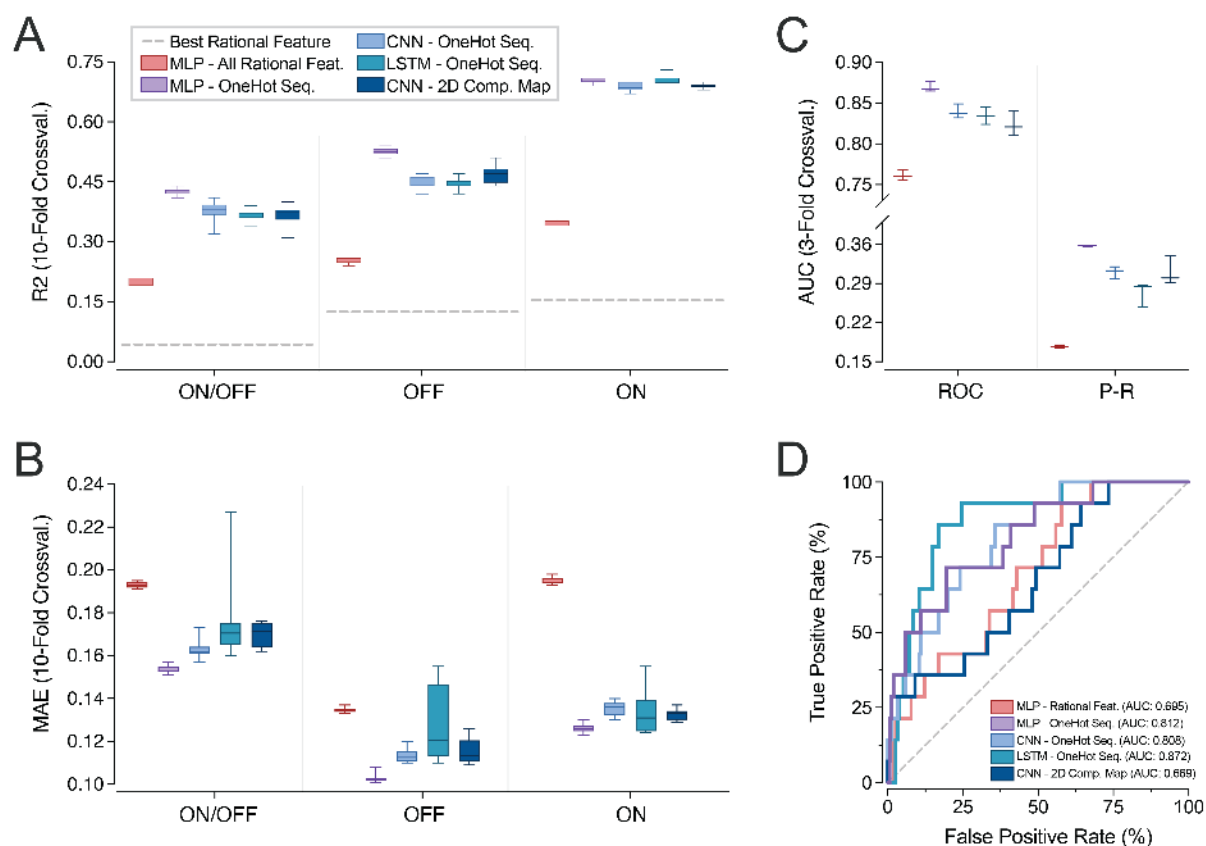 A
Best Rational Feature
MLP - All Rational Feat.
MLP - OneHot Seq.
CNN - OneHot Seq.
LSTM - OneHot Seq.
CNN - 2D Comp. Map
R2 (10-Fold Crossval.)
0.75
0.60
0.45
0.30
0.15
0.00
ON/OFF OFF ON
C
AUC (3-Fold Crossval.)
0.90
0.85
0.80
0.75
0.36
0.29
0.22
0.15
ROC P-R
B
MAE (10-Fold Crossval.)
0.24
0.22
0.20
0.18
0.16
0.14
0.12
0.10
ON/OFF OFF ON
D
True Positive Rate (%)
100
75
50
25
0
MLP - Rational Feat. (AUC: 0.695)
MLP - OneHot Seq. (AUC: 0.812)
CNN - OneHot Seq. (AUC: 0.808)
LSTM - OneHot Seq. (AUC: 0.872)
CNN - 2D Comp. Map (AUC: 0.669)
0 25 50 75 100
False Positive Rate (%)